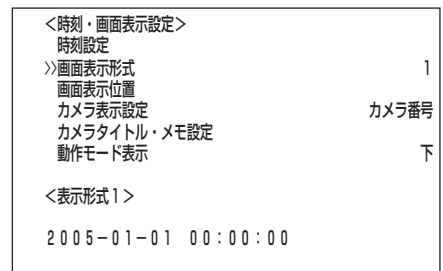 <時刻・画面表示設定>
時刻設定
>>画面表示形式 1
画面表示位置
カメラ表示設定 カメラ番号
カメラタイトル・メモ設定
動作モード表示 下
<表示形式1>
2005-01-01 00:00:00